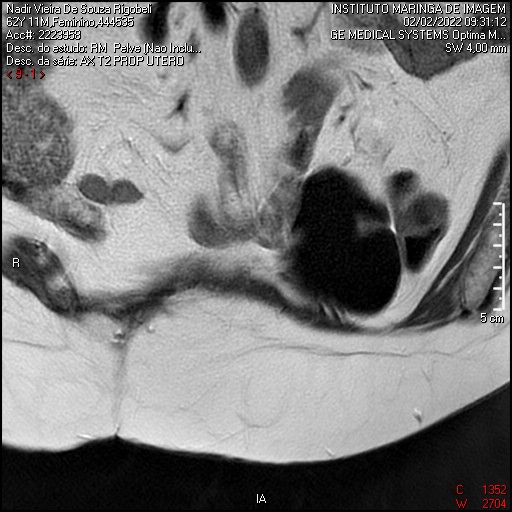 Nadir Vieira De Souza Rigobeli
62Y 11M,Feminino,444535
Acc#: 2223953
Desc. do estudo: RM Pelve (Nao Inclu...
Desc. da série: AX T2 PROP UTERO
< 9 - 1 >
INSTITUTO MARINGA DE IMAGEM
02/02/2022 09:31:12
GE MEDICAL SYSTEMS Optima M...
SW 4,00 mm
R
5 cm
IA
C 1352
W 2704